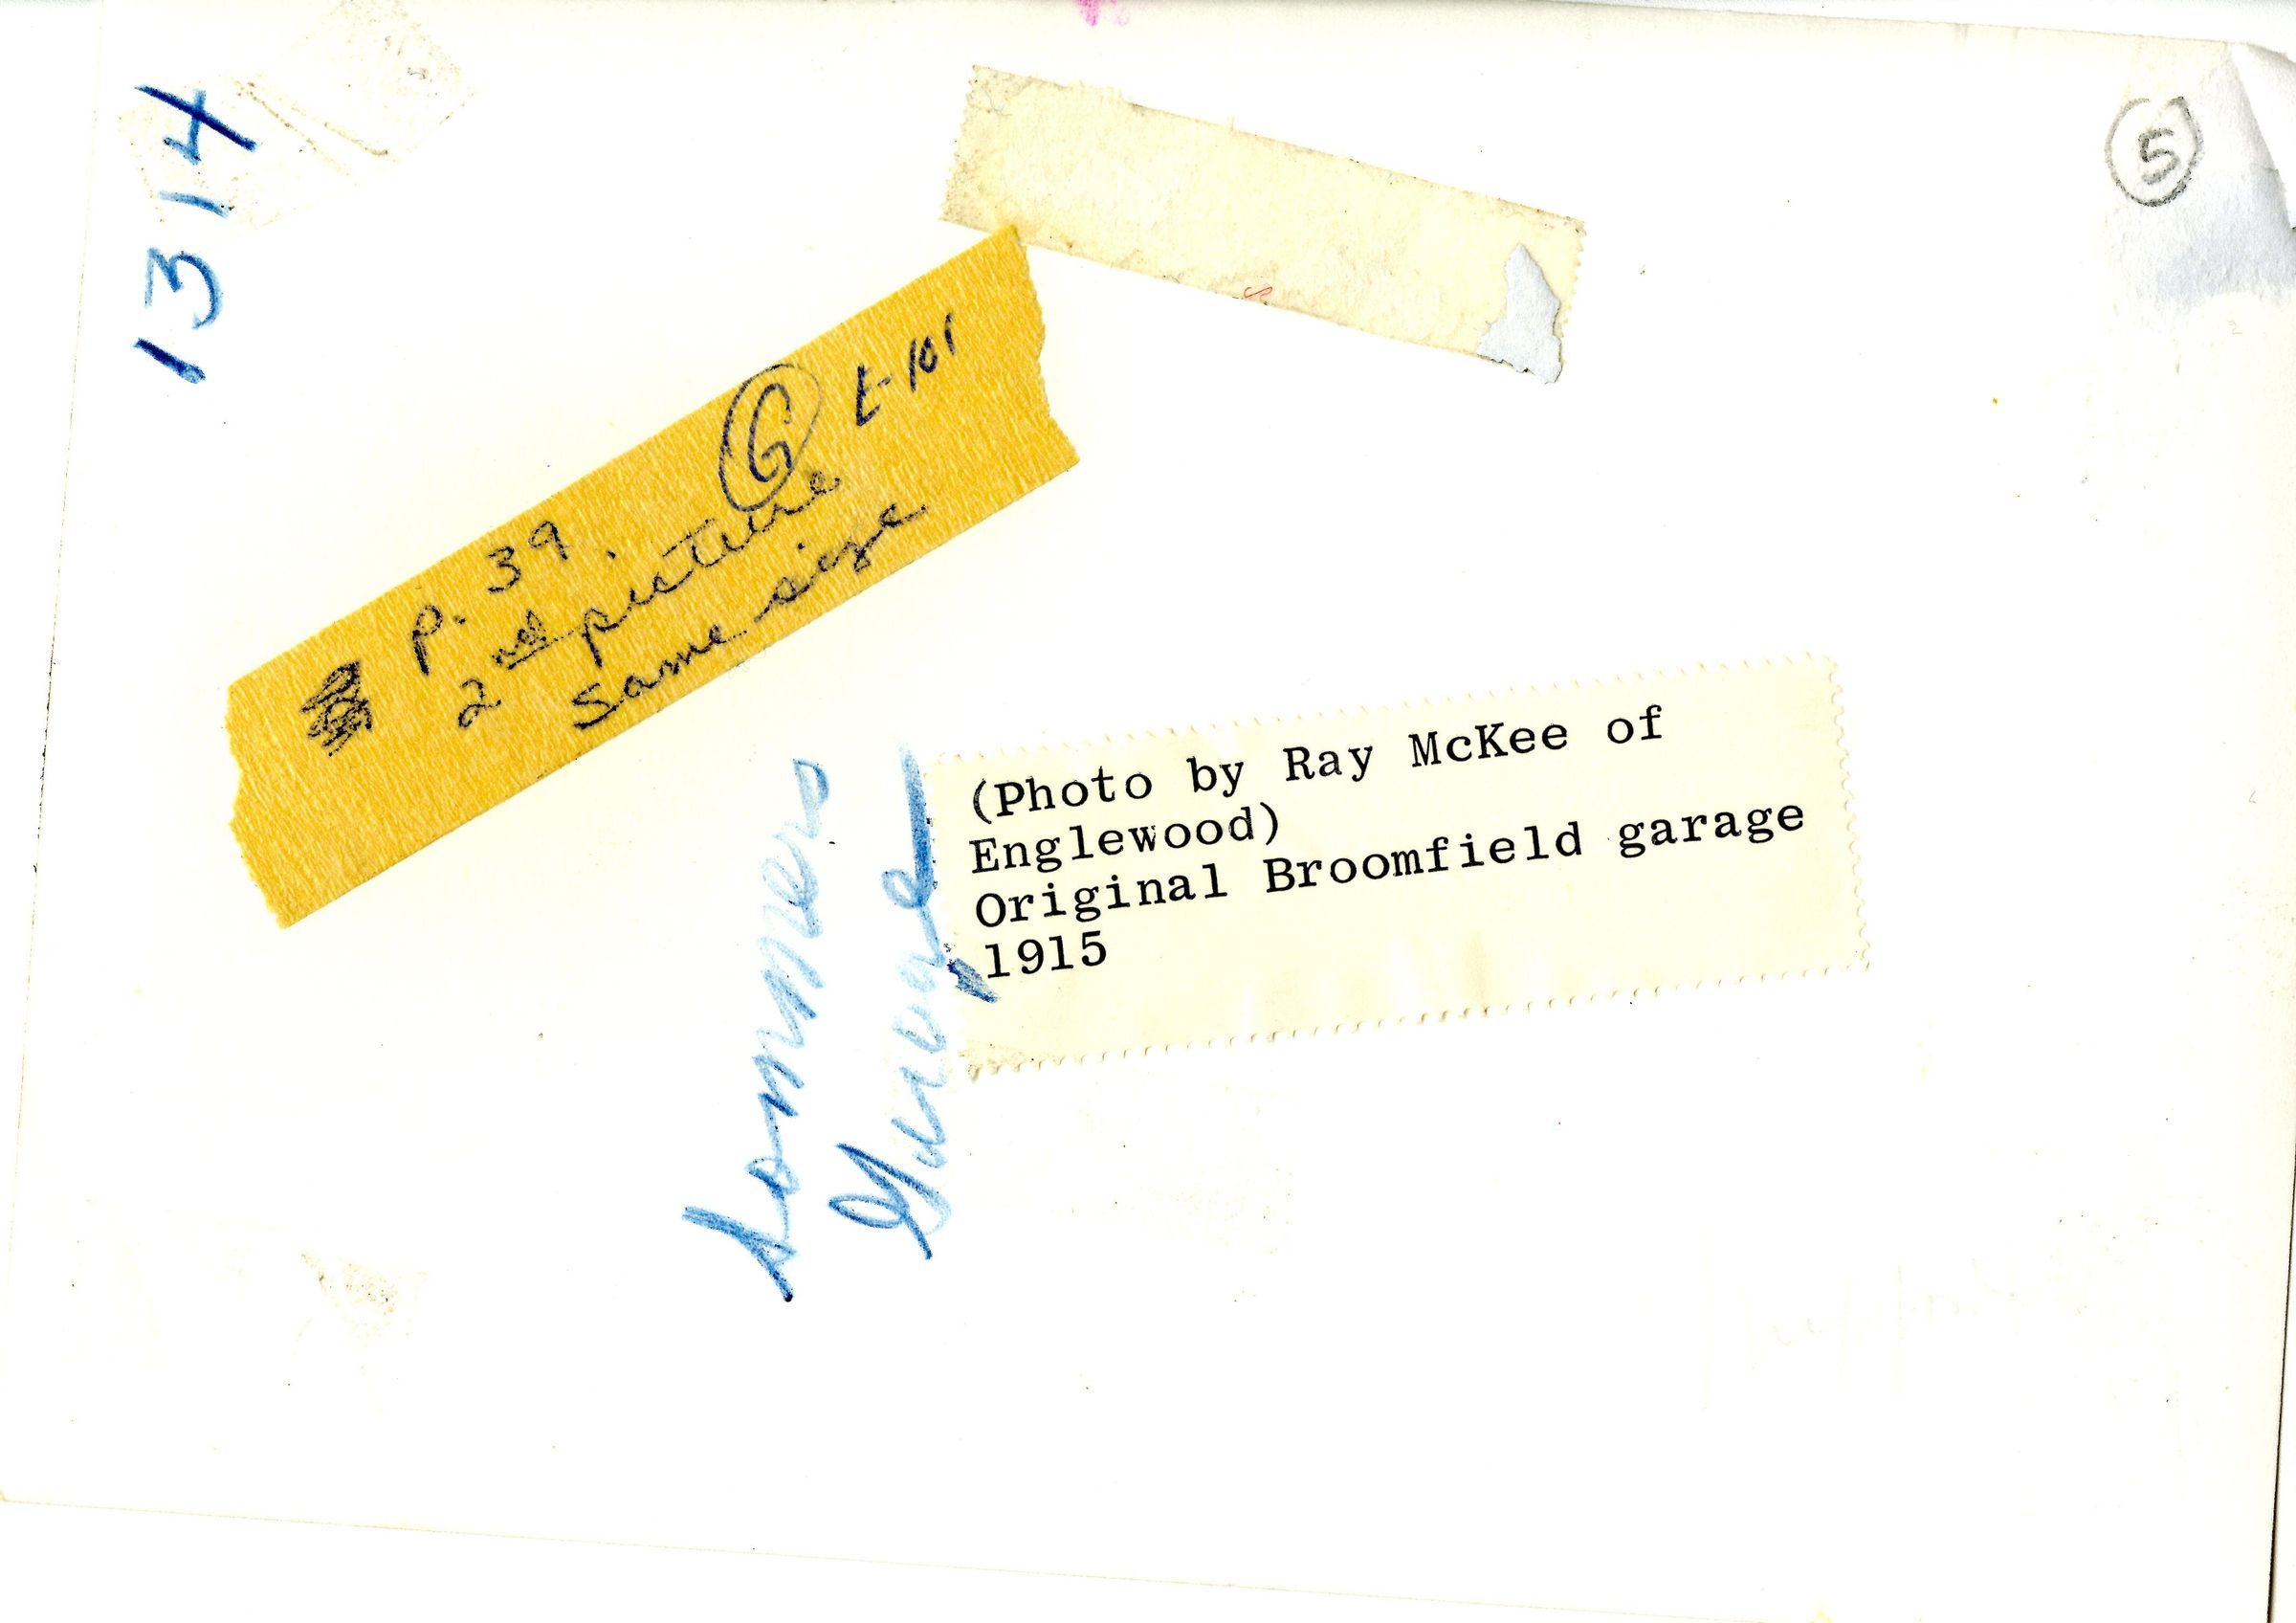 1314
5
G E-101
P. 39.
2nd picture
same size
Sommers
Garage
(Photo by Ray McKee of
Englewood)
Original Broomfield garage
1915